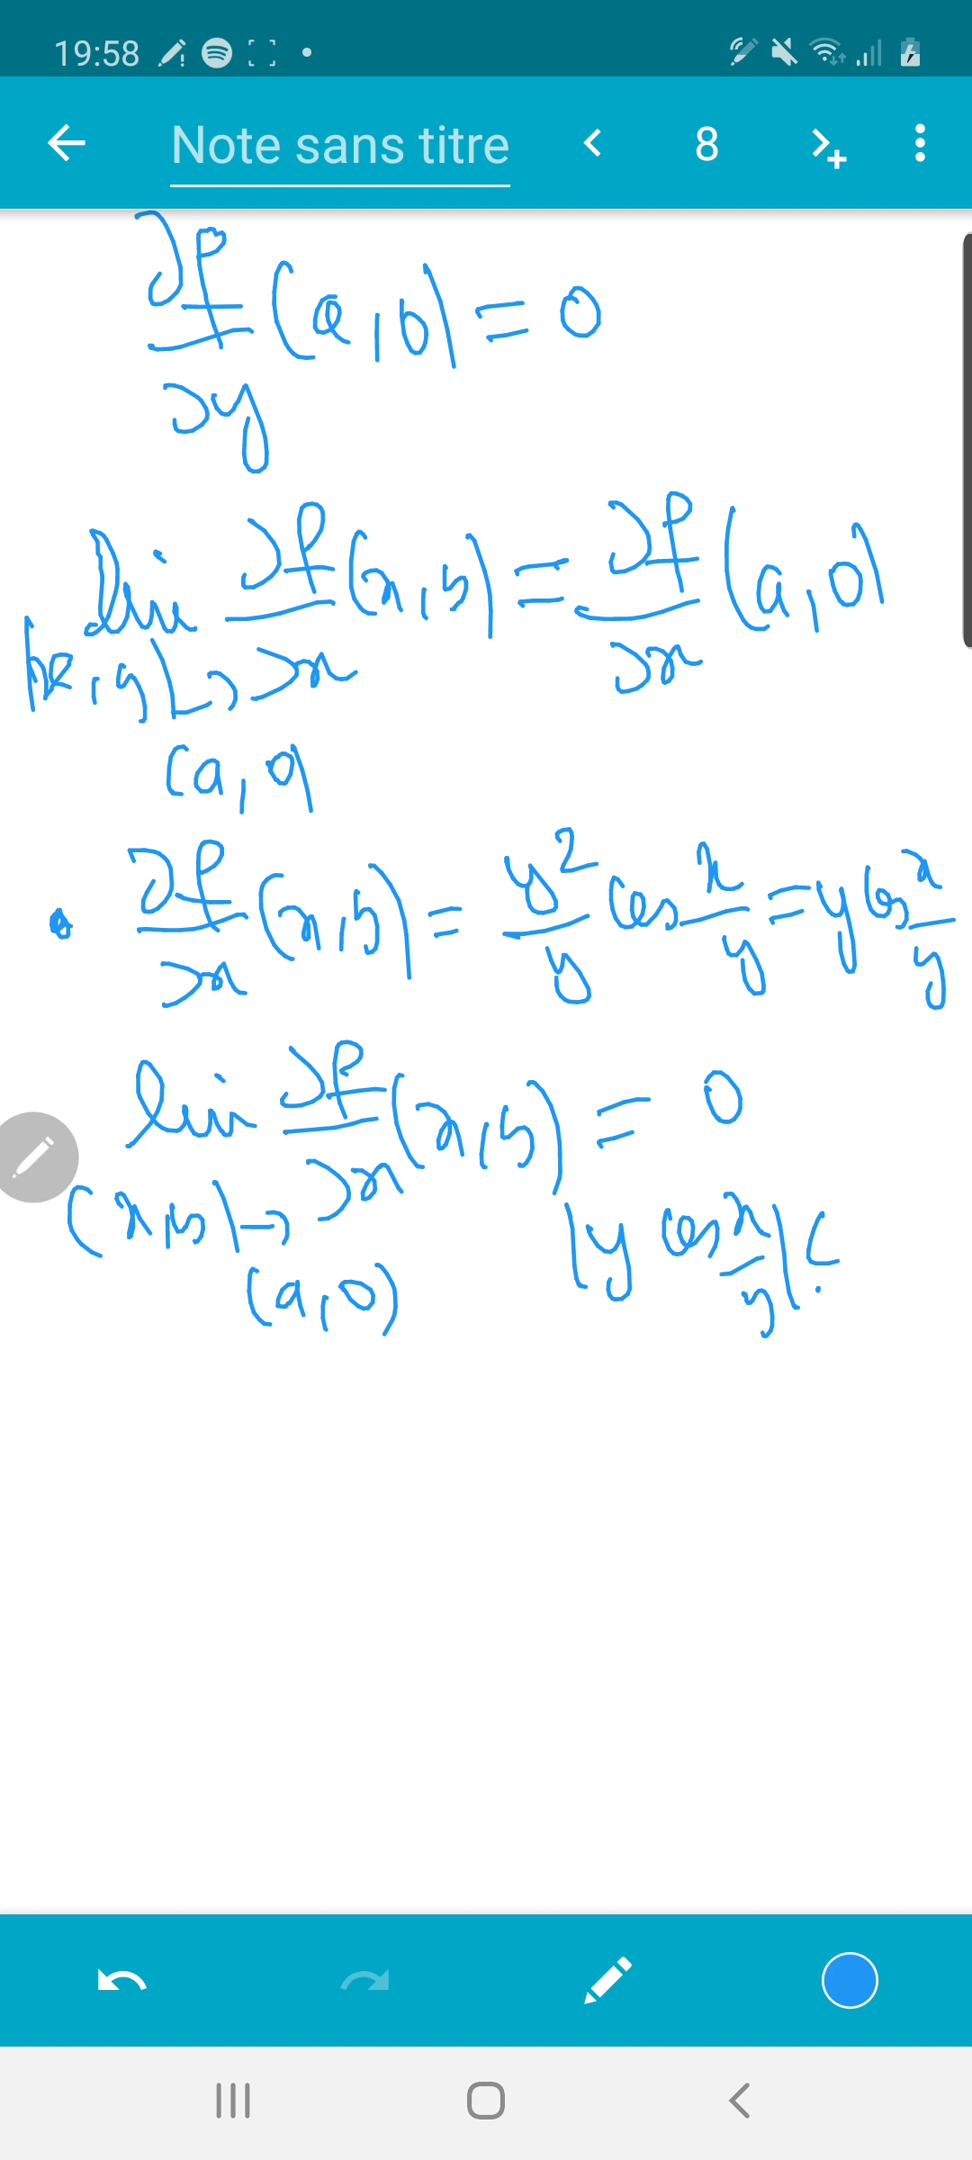 19:58
Note sans titre 8
∂f/∂y (a,0) = 0
lim (x,y)→(a,0) ∂f/∂x (x,y) = ∂f/∂x (a,0)
• ∂f/∂x (x,y) = y²/y cos x/y = y cos x/y
lim (x,y)→(a,0) ∂f/∂x (x,y) = 0
|y cos x/y| ≤